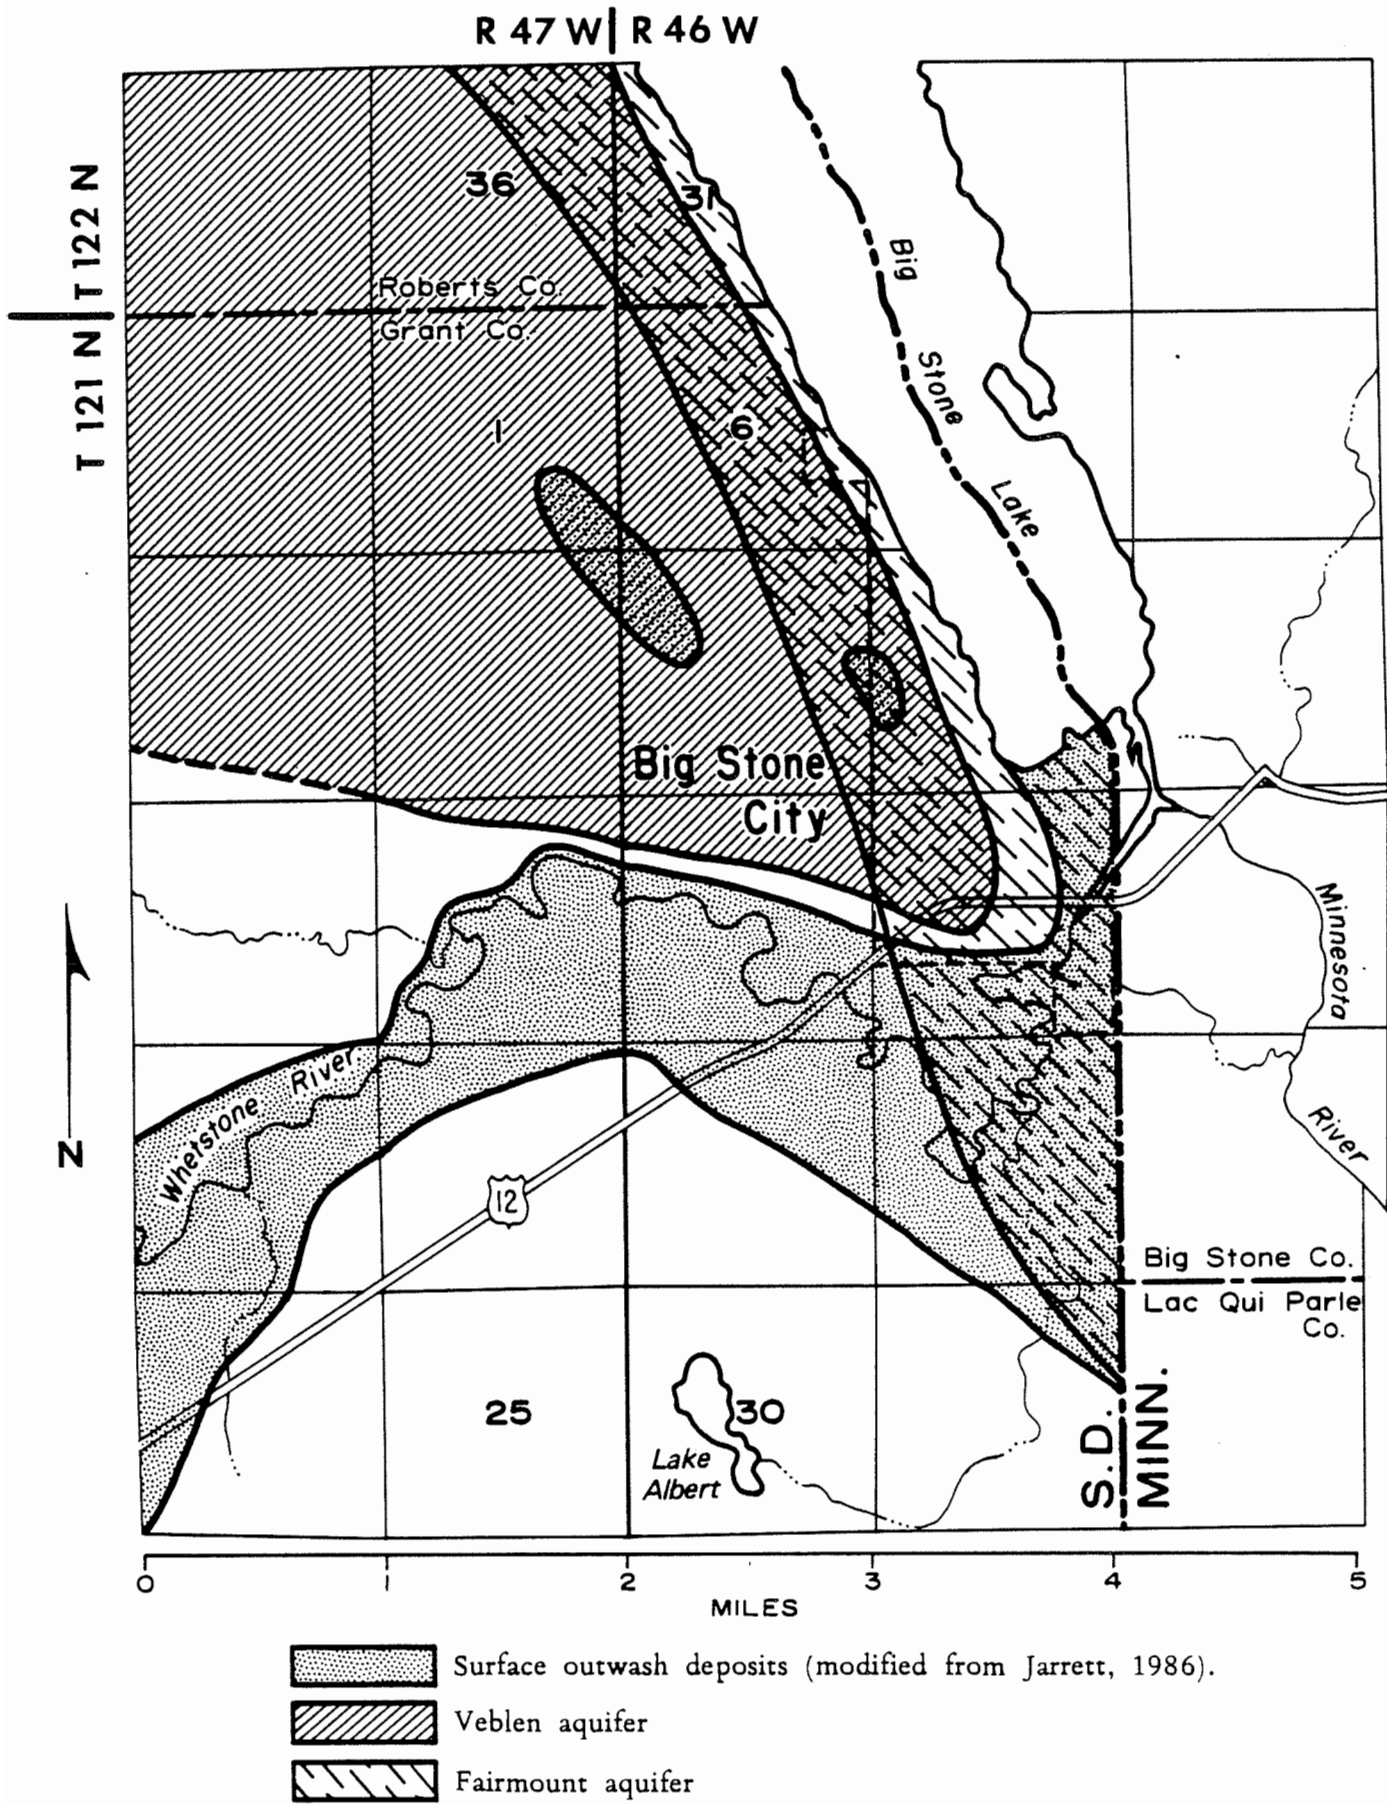 R 47 W R 46 W
T 122 N
T 121 N
36
31
Roberts Co.
Grant Co.
1
6
Big
Stone
Lake
Big Stone
City
Minnesota
River
Whetstone River
N
12
Big Stone Co.
Lac Qui Parle
Co.
25
30
Lake
Albert
S.D.
MINN.
0 1 2 3 4 5
MILES
Surface outwash deposits (modified from Jarrett, 1986).
Veblen aquifer
Fairmount aquifer